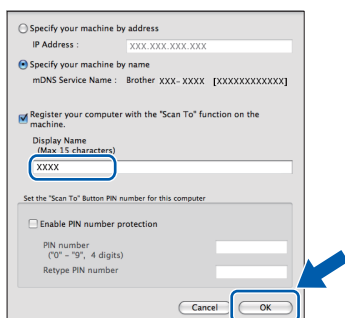 Specify your machine by address
IP Address : XXX.XXX.XXX.XXX
Specify your machine by name
mDNS Service Name : Brother XXX-XXXX [XXXXXXXXXXXX]
Register your computer with the "Scan To" function on the
machine.
Display Name
(Max 15 characters)
XXXX
Set the "Scan To" Button PIN number for this computer
Enable PIN number protection
PIN number
("0" – "9", 4 digits)
Retype PIN number
Cancel OK